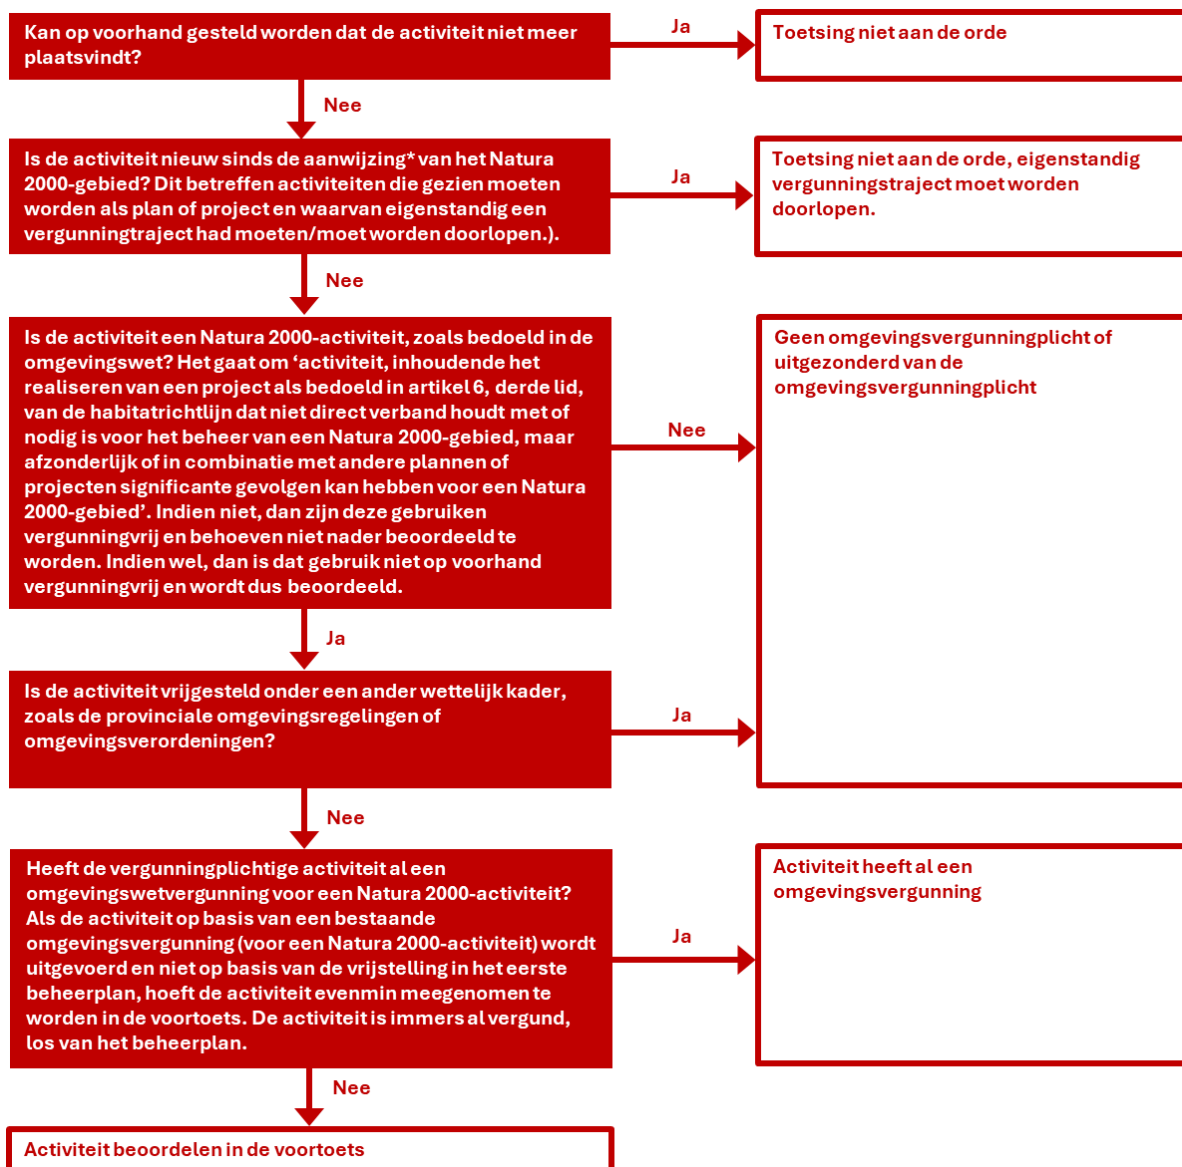 Kan op voorhand gesteld worden dat de activiteit niet meer
plaatsvindt?
Ja
Toetsing niet aan de orde
Nee
Is de activiteit nieuw sinds de aanwijzing* van het Natura
2000-gebied? Dit betreffen activiteiten die gezien moeten
worden als plan of project en waarvan eigenstandig een
vergunningtraject had moeten/moet worden doorlopen.).
Ja
Toetsing niet aan de orde, eigenstandig
vergunningstraject moet worden
doorlopen.
Nee
Is de activiteit een Natura 2000-activiteit, zoals bedoeld in de
omgevingswet? Het gaat om ‘activiteit, inhoudende het
realiseren van een project als bedoeld in artikel 6, derde lid,
van de habitatrichtlijn dat niet direct verband houdt met of
nodig is voor het beheer van een Natura 2000-gebied, maar
afzonderlijk of in combinatie met andere plannen of
projecten significante gevolgen kan hebben voor een Natura
2000-gebied’. Indien niet, dan zijn deze gebruiken
vergunningvrij en behoeven niet nader beoordeeld te
worden. Indien wel, dan is dat gebruik niet op voorhand
vergunningvrij en wordt dus beoordeeld.
Nee
Geen omgevingsvergunningplicht of
uitgezonderd van de
omgevingsvergunningplicht
Ja
Is de activiteit vrijgesteld onder een ander wettelijk kader,
zoals de provinciale omgevingsregelingen of
omgevingsverordeningen?
Ja
Nee
Heeft de vergunningplichtige activiteit al een
omgevingswetvergunning voor een Natura 2000-activiteit?
Als de activiteit op basis van een bestaande
omgevingsvergunning (voor een Natura 2000-activiteit) wordt
uitgevoerd en niet op basis van de vrijstelling in het eerste
beheerplan, hoeft de activiteit evenmin meegenomen te
worden in de voortoets. De activiteit is immers al vergund,
los van het beheerplan.
Ja
Activiteit heeft al een
omgevingsvergunning
Nee
Activiteit beoordelen in de voortoets